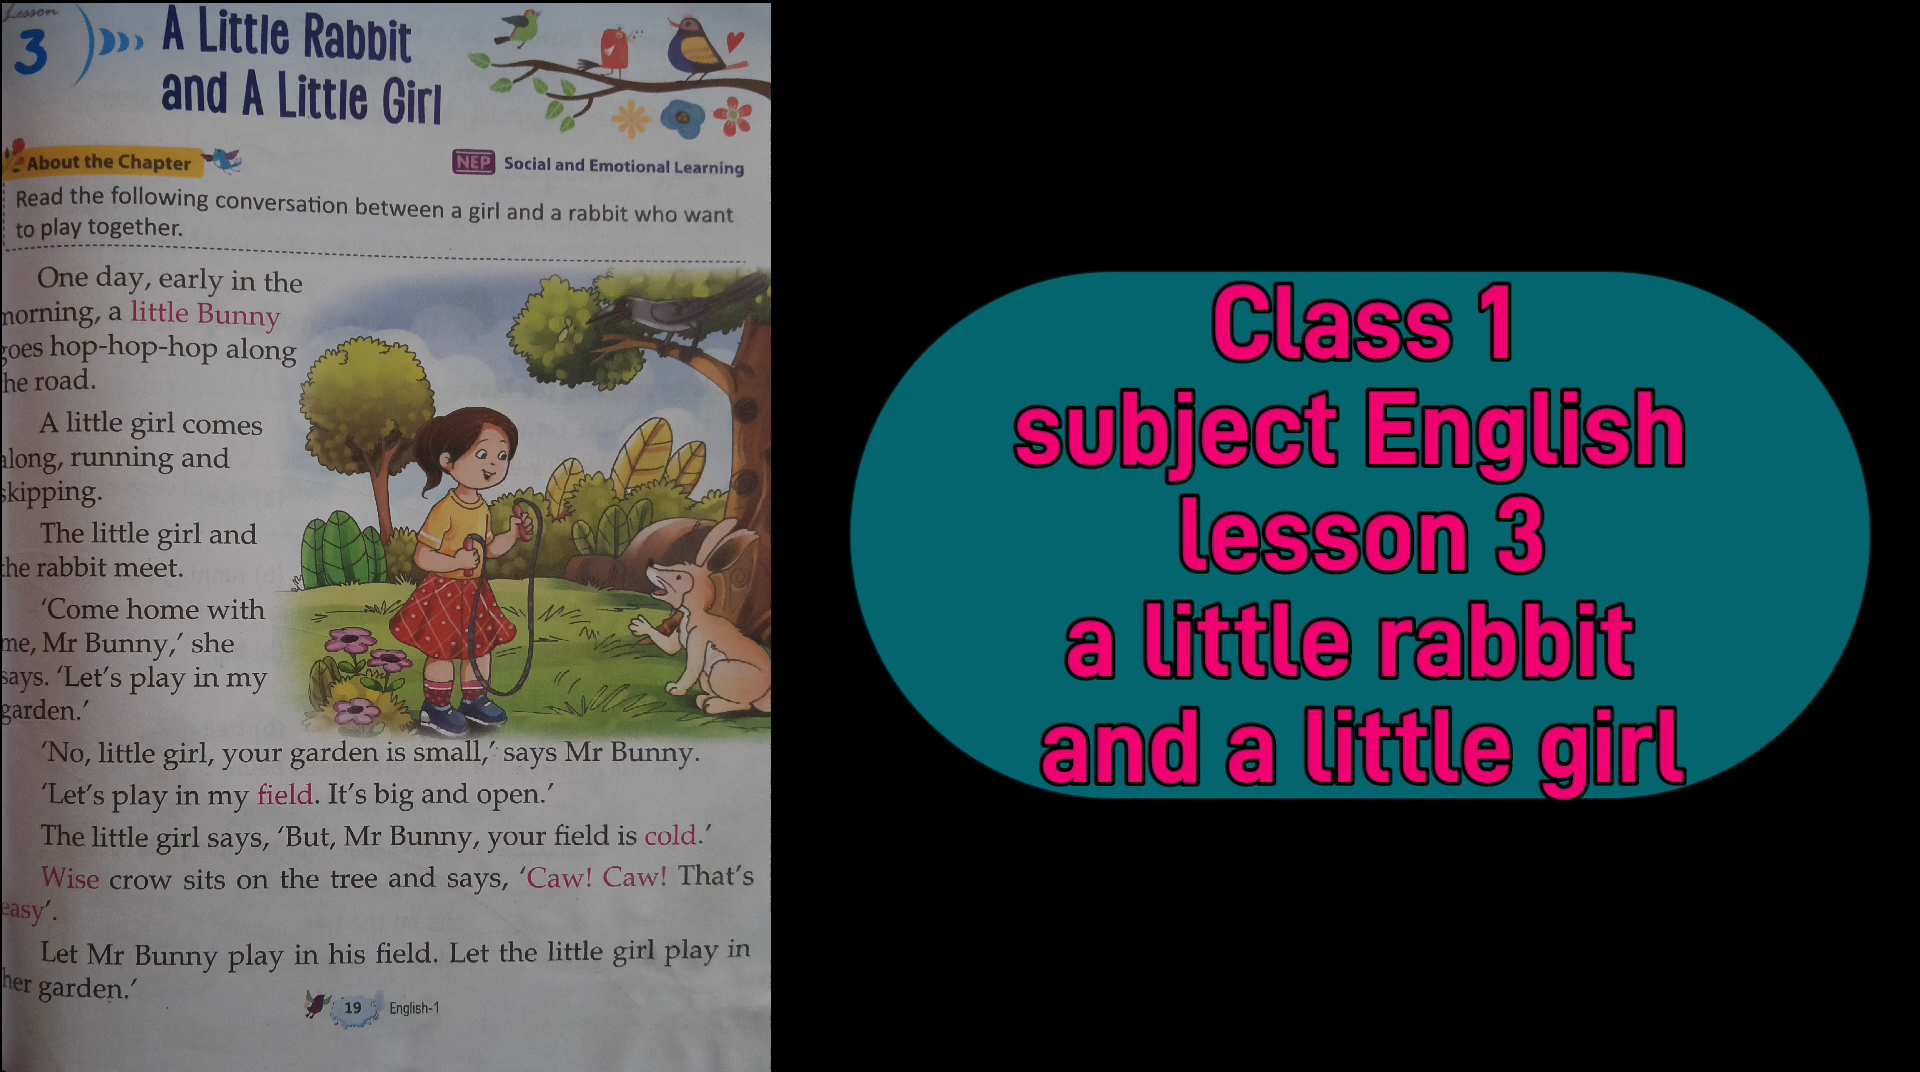 Lesson
3
A Little Rabbit
and A Little Girl
About the Chapter
NEP Social and Emotional Learning
Read the following conversation between a girl and a rabbit who want
to play together.
One day, early in the
morning, a little Bunny
goes hop-hop-hop along
he road.
A little girl comes
along, running and
skipping.
The little girl and
the rabbit meet.
‘Come home with
me, Mr Bunny,’ she
says. ‘Let’s play in my
garden.’
‘No, little girl, your garden is small,’ says Mr Bunny.
‘Let’s play in my field. It’s big and open.’
The little girl says, ‘But, Mr Bunny, your field is cold.’
Wise crow sits on the tree and says, ‘Caw! Caw! That’s
easy’.
Let Mr Bunny play in his field. Let the little girl play in
her garden.’
19 English-1
Class 1
subject English
lesson 3
a little rabbit
and a little girl